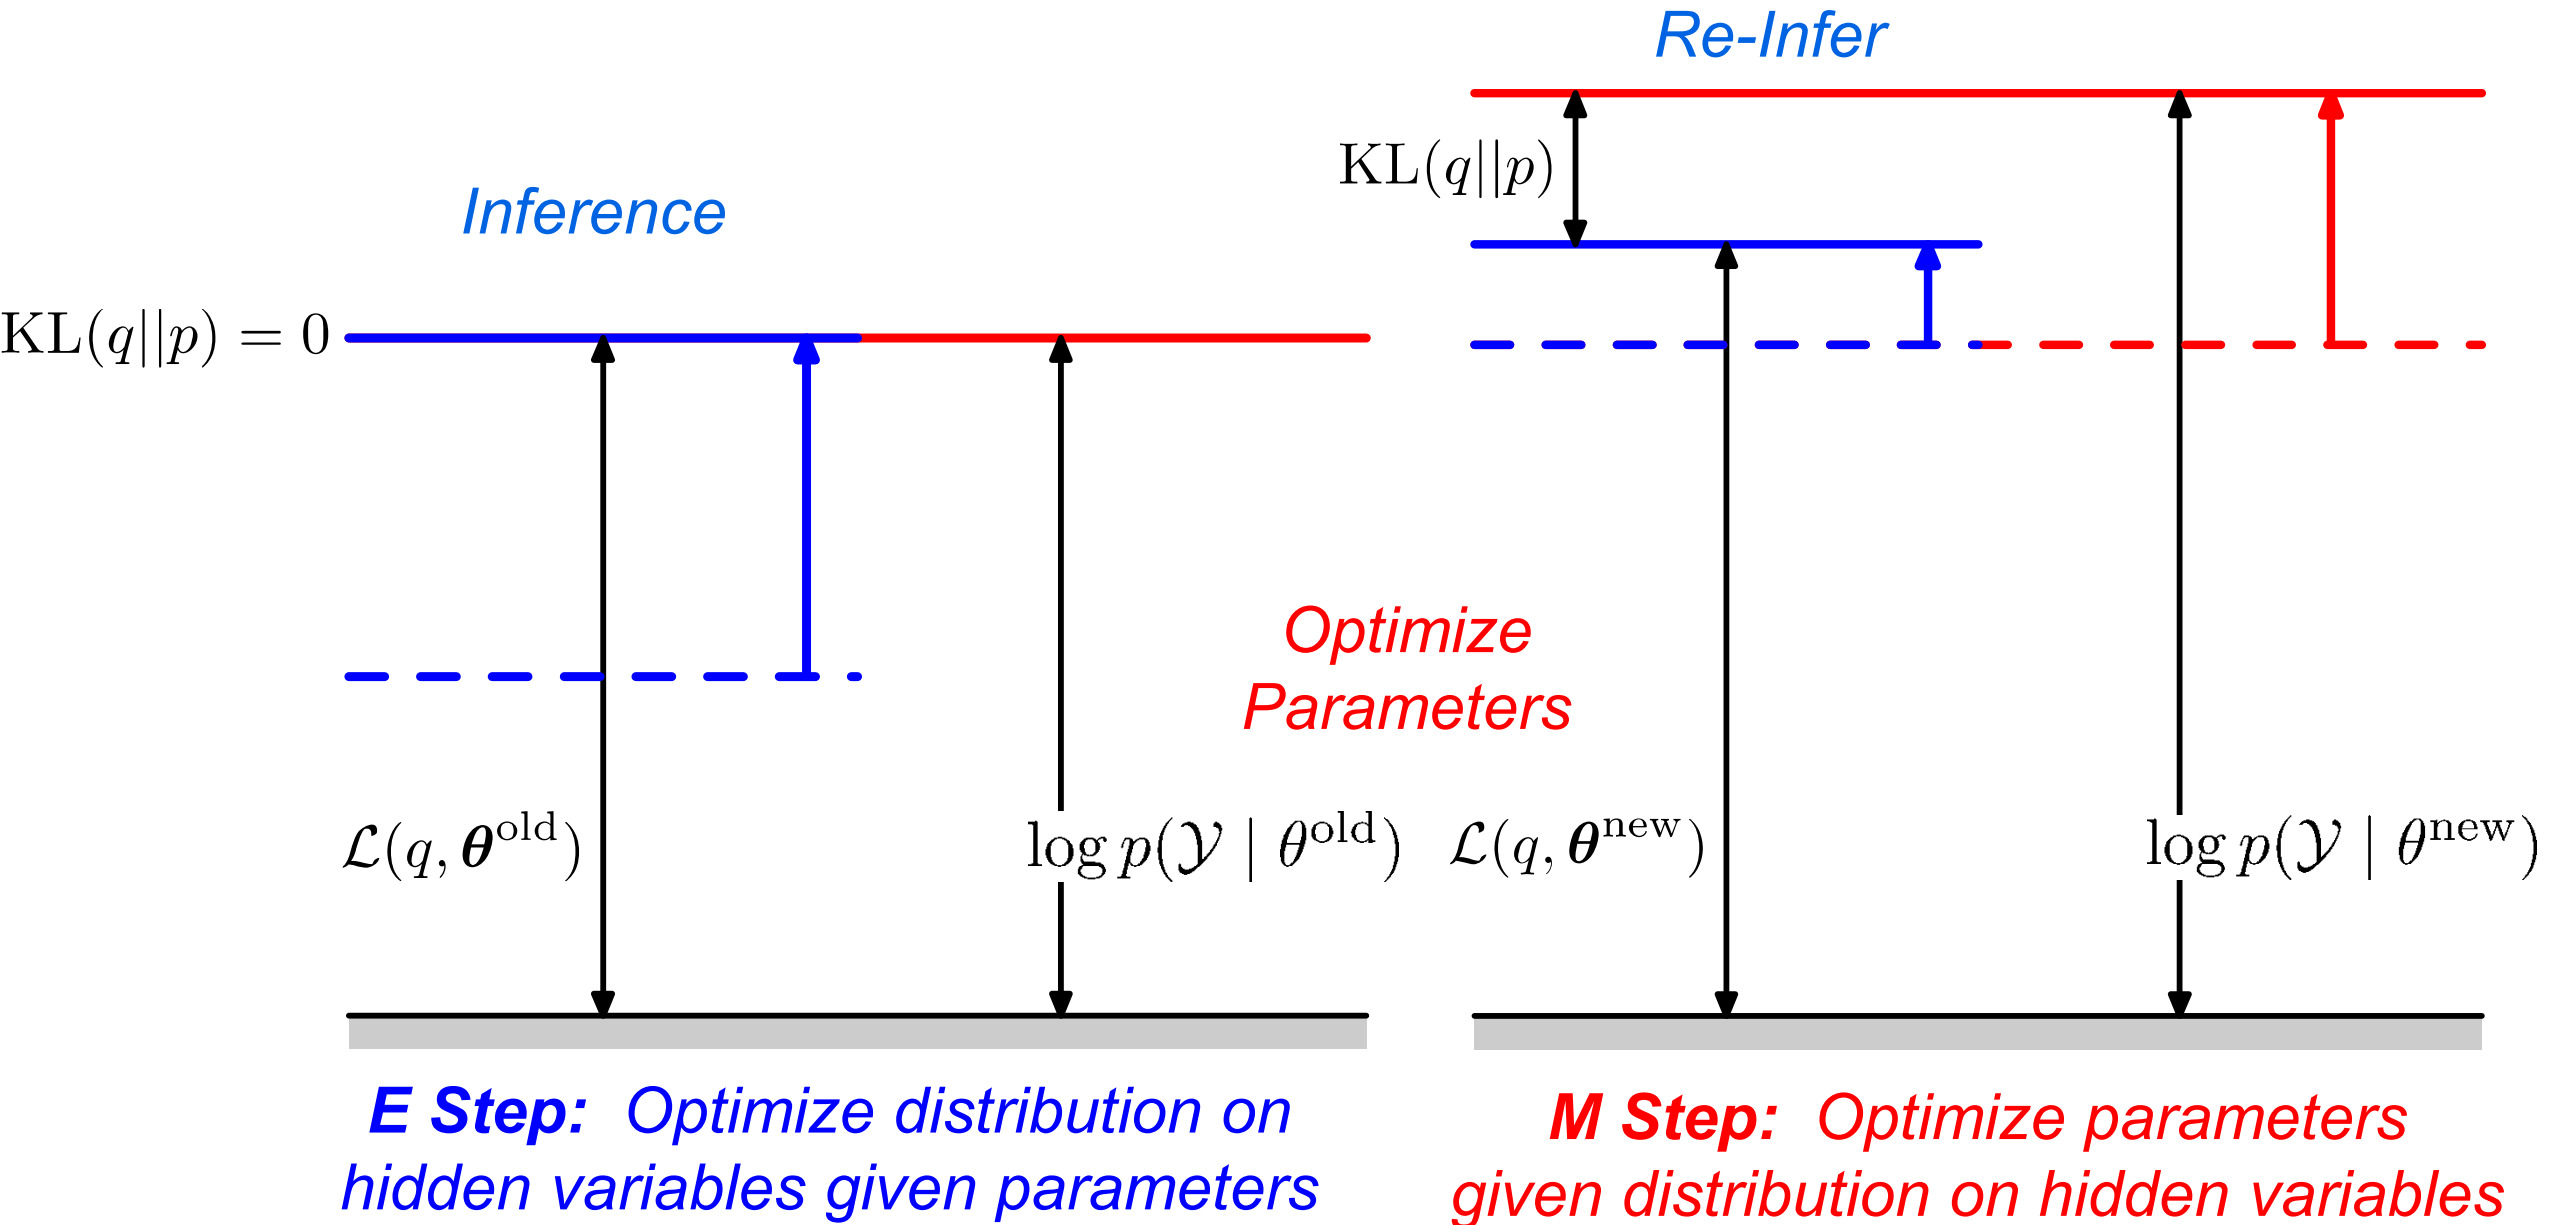 Re-Infer
KL(q||p)
Inference
KL(q||p) = 0
Optimize
Parameters
ℒ(q, θ^old)
log p(𝒴 | θ^old)
ℒ(q, θ^new)
log p(𝒴 | θ^new)
E Step: Optimize distribution on
hidden variables given parameters
M Step: Optimize parameters
given distribution on hidden variables